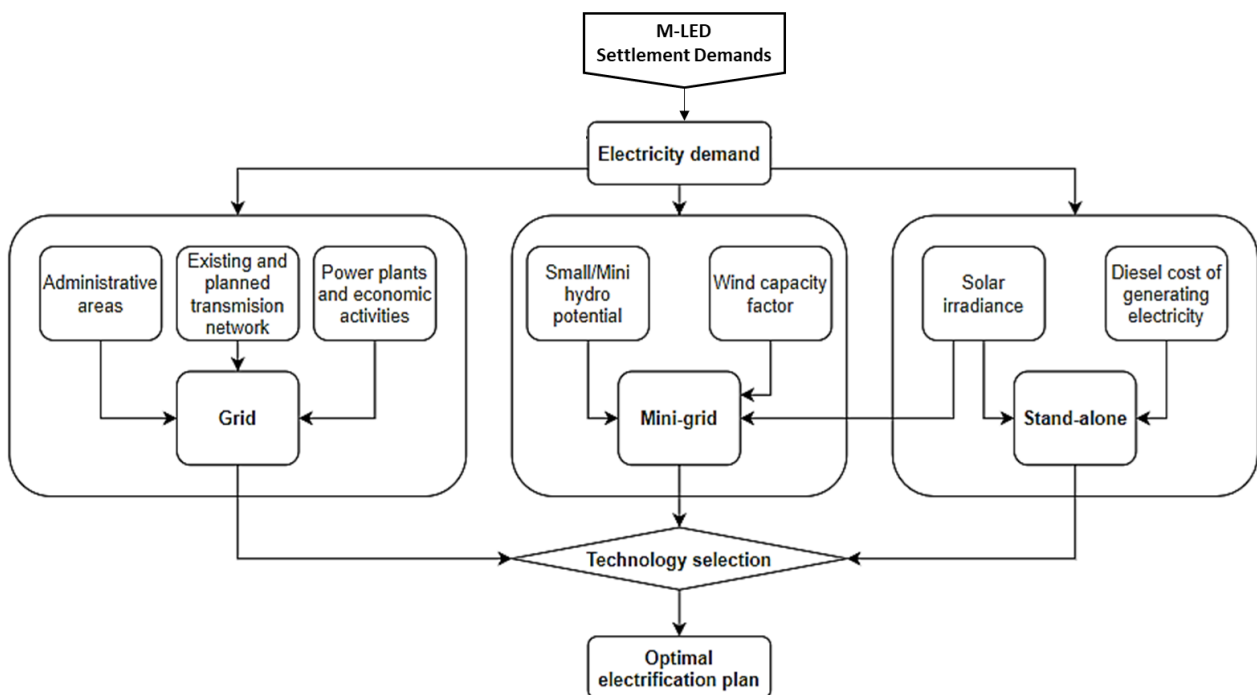 M-LED
Settlement Demands
Electricity demand
Administrative
areas
Existing and
planned
transmision
network
Power plants
and economic
activities
Small/Mini
hydro
potential
Wind capacity
factor
Solar
irradiance
Diesel cost of
generating
electricity
Grid
Mini-grid
Stand-alone
Technology selection
Optimal
electrification plan